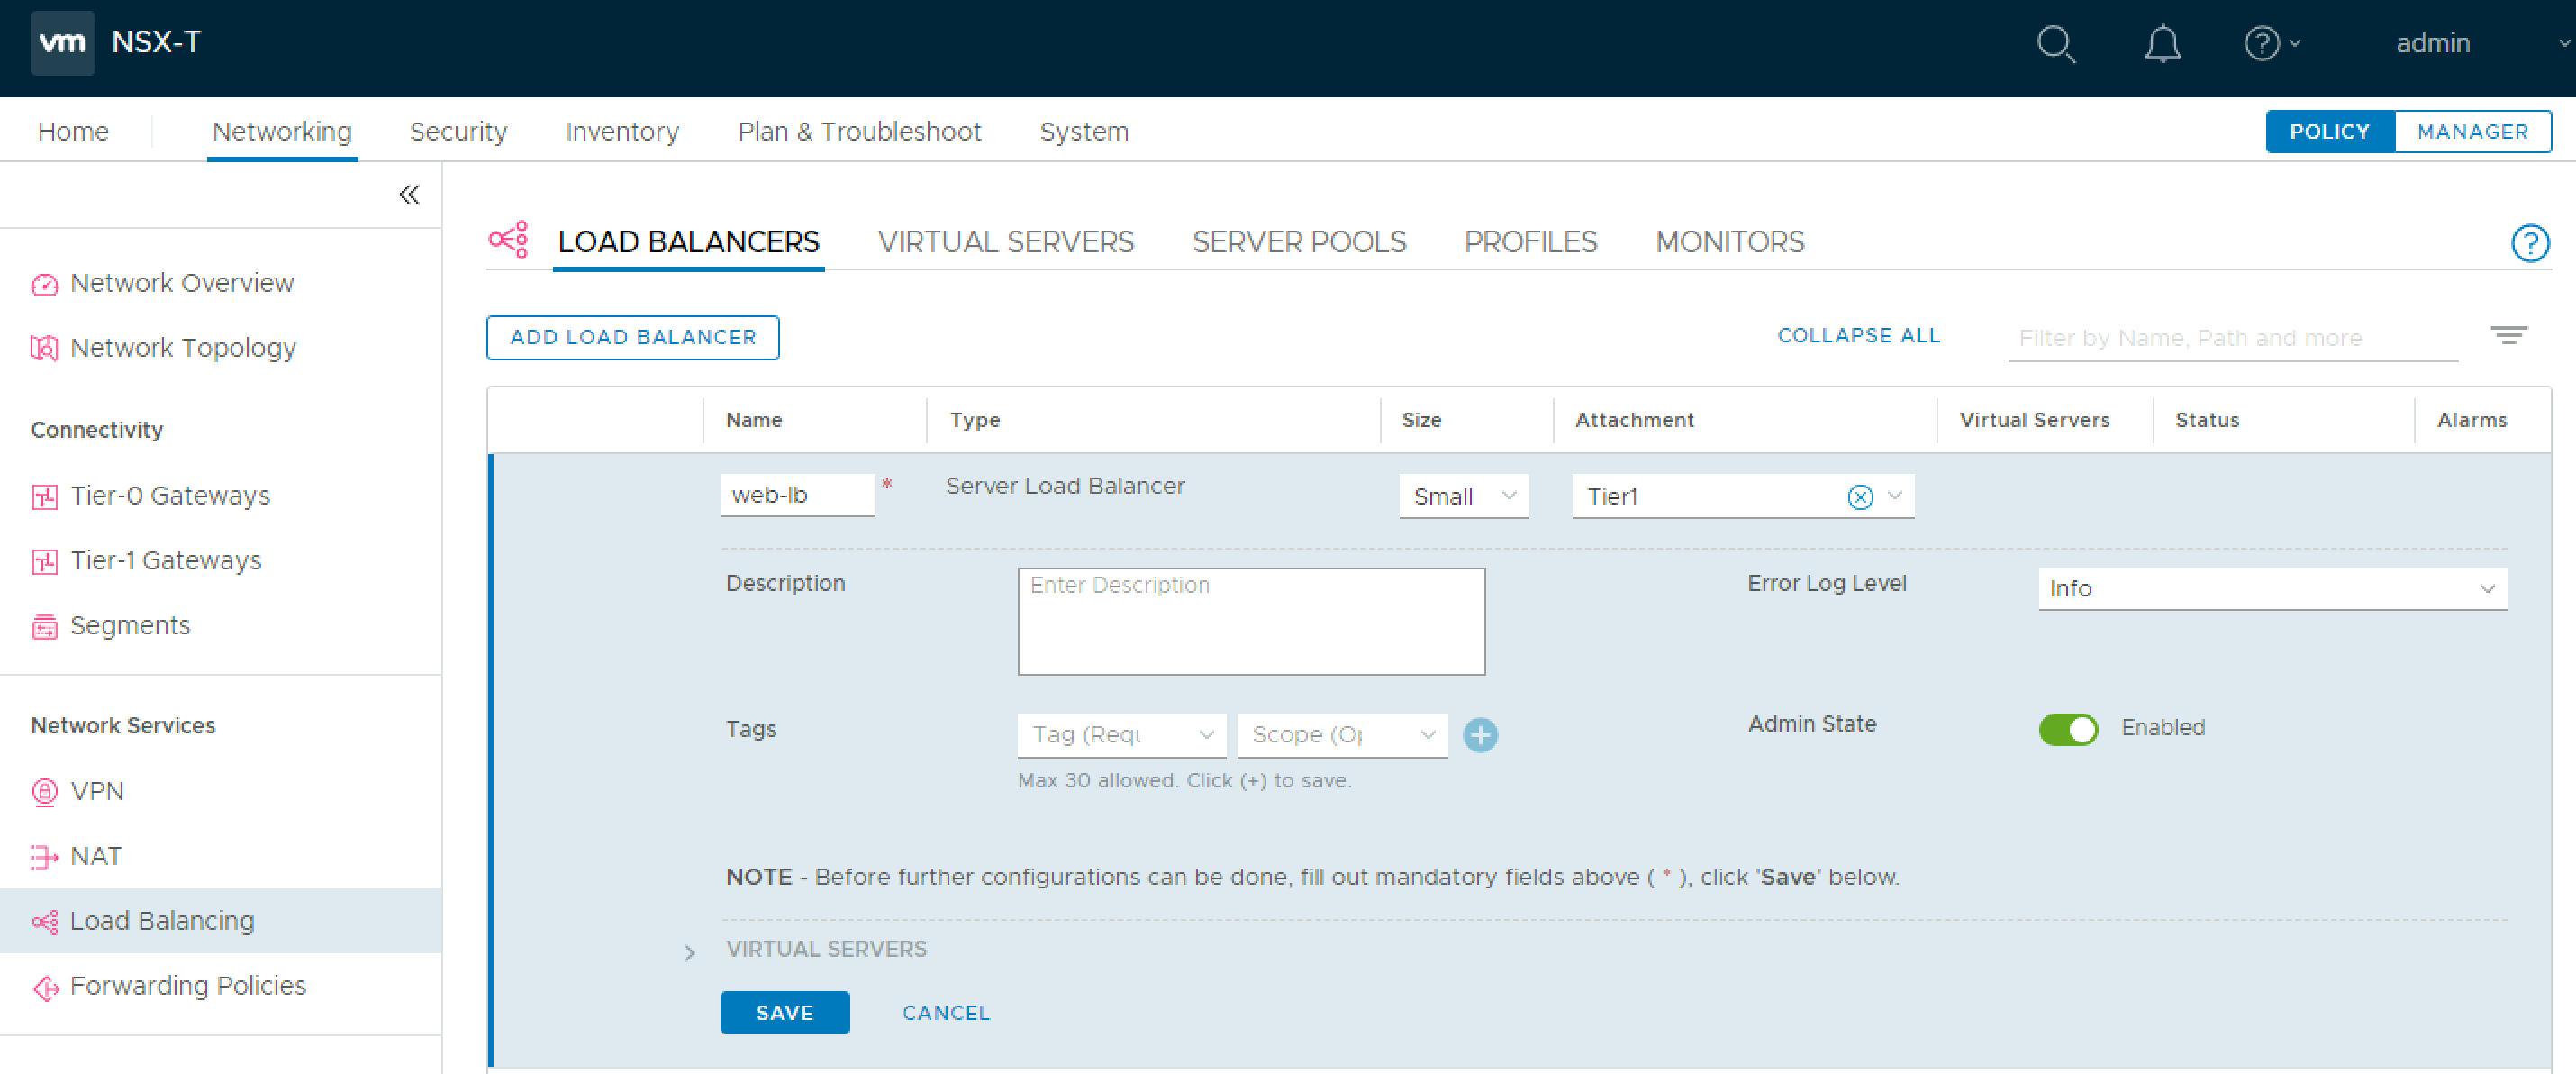 vm NSX-T
admin
Home Networking Security Inventory Plan & Troubleshoot System
POLICY MANAGER
Network Overview
Network Topology
Connectivity
Tier-0 Gateways
Tier-1 Gateways
Segments
Network Services
VPN
NAT
Load Balancing
Forwarding Policies
LOAD BALANCERS VIRTUAL SERVERS SERVER POOLS PROFILES MONITORS
?
ADD LOAD BALANCER
COLLAPSE ALL
Filter by Name, Path and more
Name Type Size Attachment Virtual Servers Status Alarms
web-lb * Server Load Balancer Small Tier1
Description Enter Description Error Log Level Info
Tags Tag (Requ Scope (Op Admin State Enabled
Max 30 allowed. Click (+) to save.
NOTE - Before further configurations can be done, fill out mandatory fields above ( * ), click 'Save' below.
VIRTUAL SERVERS
SAVE CANCEL